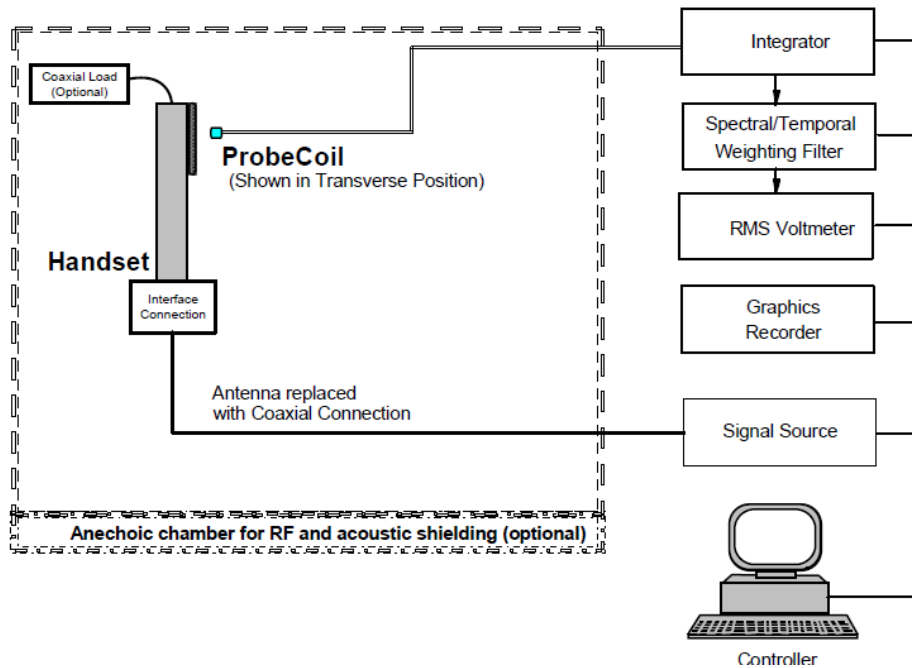 Coaxial Load
(Optional)
Integrator
Spectral/Temporal
Weighting Filter
ProbeCoil
(Shown in Transverse Position)
RMS Voltmeter
Handset
Interface
Connection
Graphics
Recorder
Antenna replaced
with Coaxial Connection
Signal Source
Anechoic chamber for RF and acoustic shielding (optional)
Controller